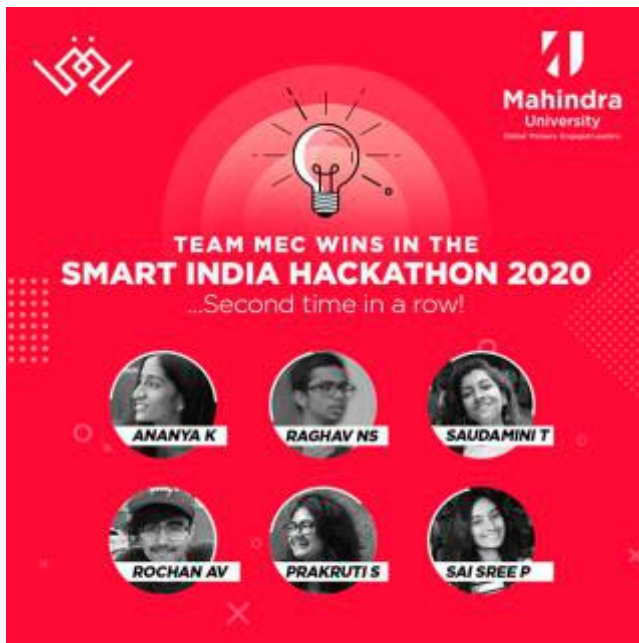 Mahindra
University
TEAM MEC WINS IN THE
SMART INDIA HACKATHON 2020
...Second time in a row!
ANANYA K
RAGHAV NS
SAUDAMINI T
ROCHAN AV
PRAKRUTI S
SAI SREE P